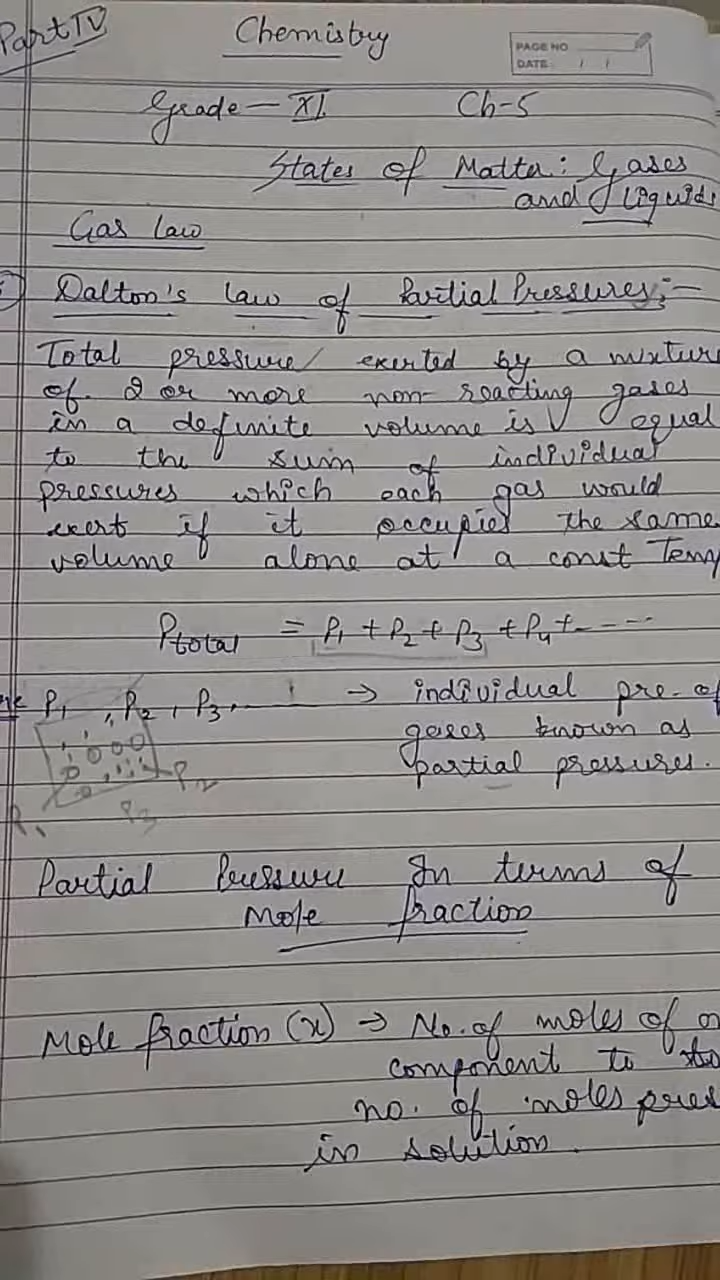 Part IV
Chemistry
PAGE NO
DATE / /
Grade - XI Ch-5
States of Matter: Gases
and Liquids
Gas Law
Dalton's Law of Partial Pressures:-
Total pressure exerted by a mixture
of 2 or more non-reacting gases
in a definite volume is equal
to the sum of individual
pressures which each gas would
exert if it occupied the same
volume alone at a const Temp
Ptotal = P1 + P2 + P3 + P4 + ----
P1, P2, P3, ---- → individual pre. of
gases known as
partial pressures.
P2
P3
Partial Pressure In terms of
Mole fraction
Mole fraction (x) → No. of moles of
component to
no. of moles pres
in solution.